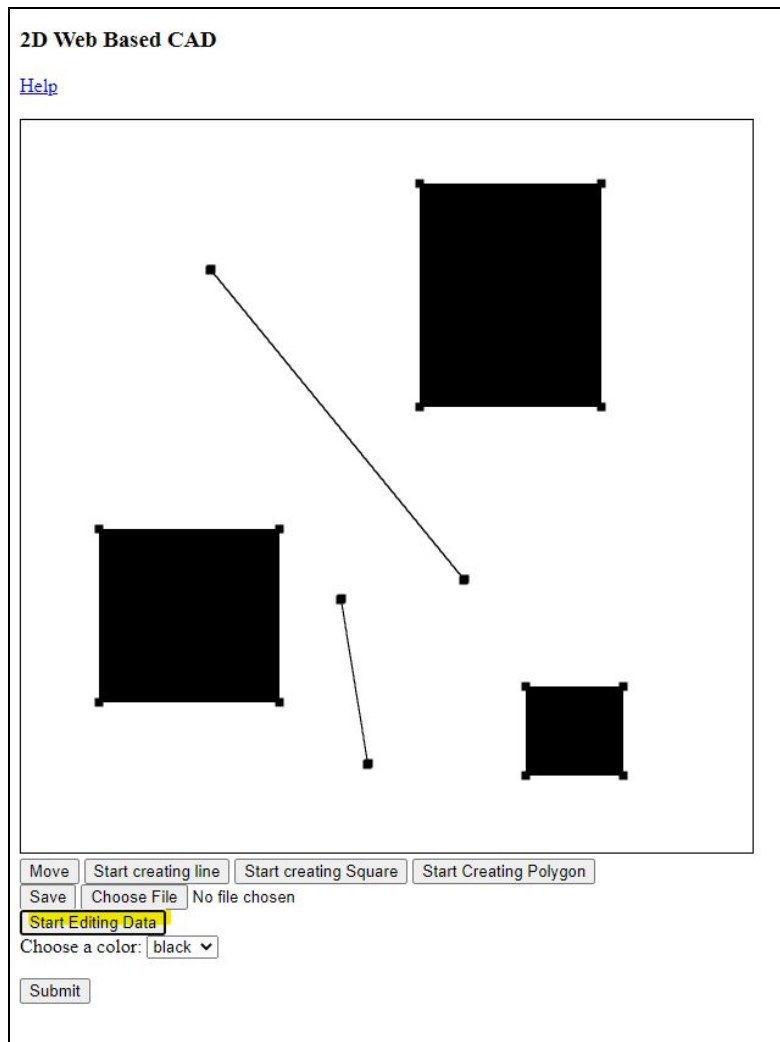 2D Web Based CAD
Help
Move Start creating line Start creating Square Start Creating Polygon
Save Choose File No file chosen
Start Editing Data
Choose a color: black
Submit